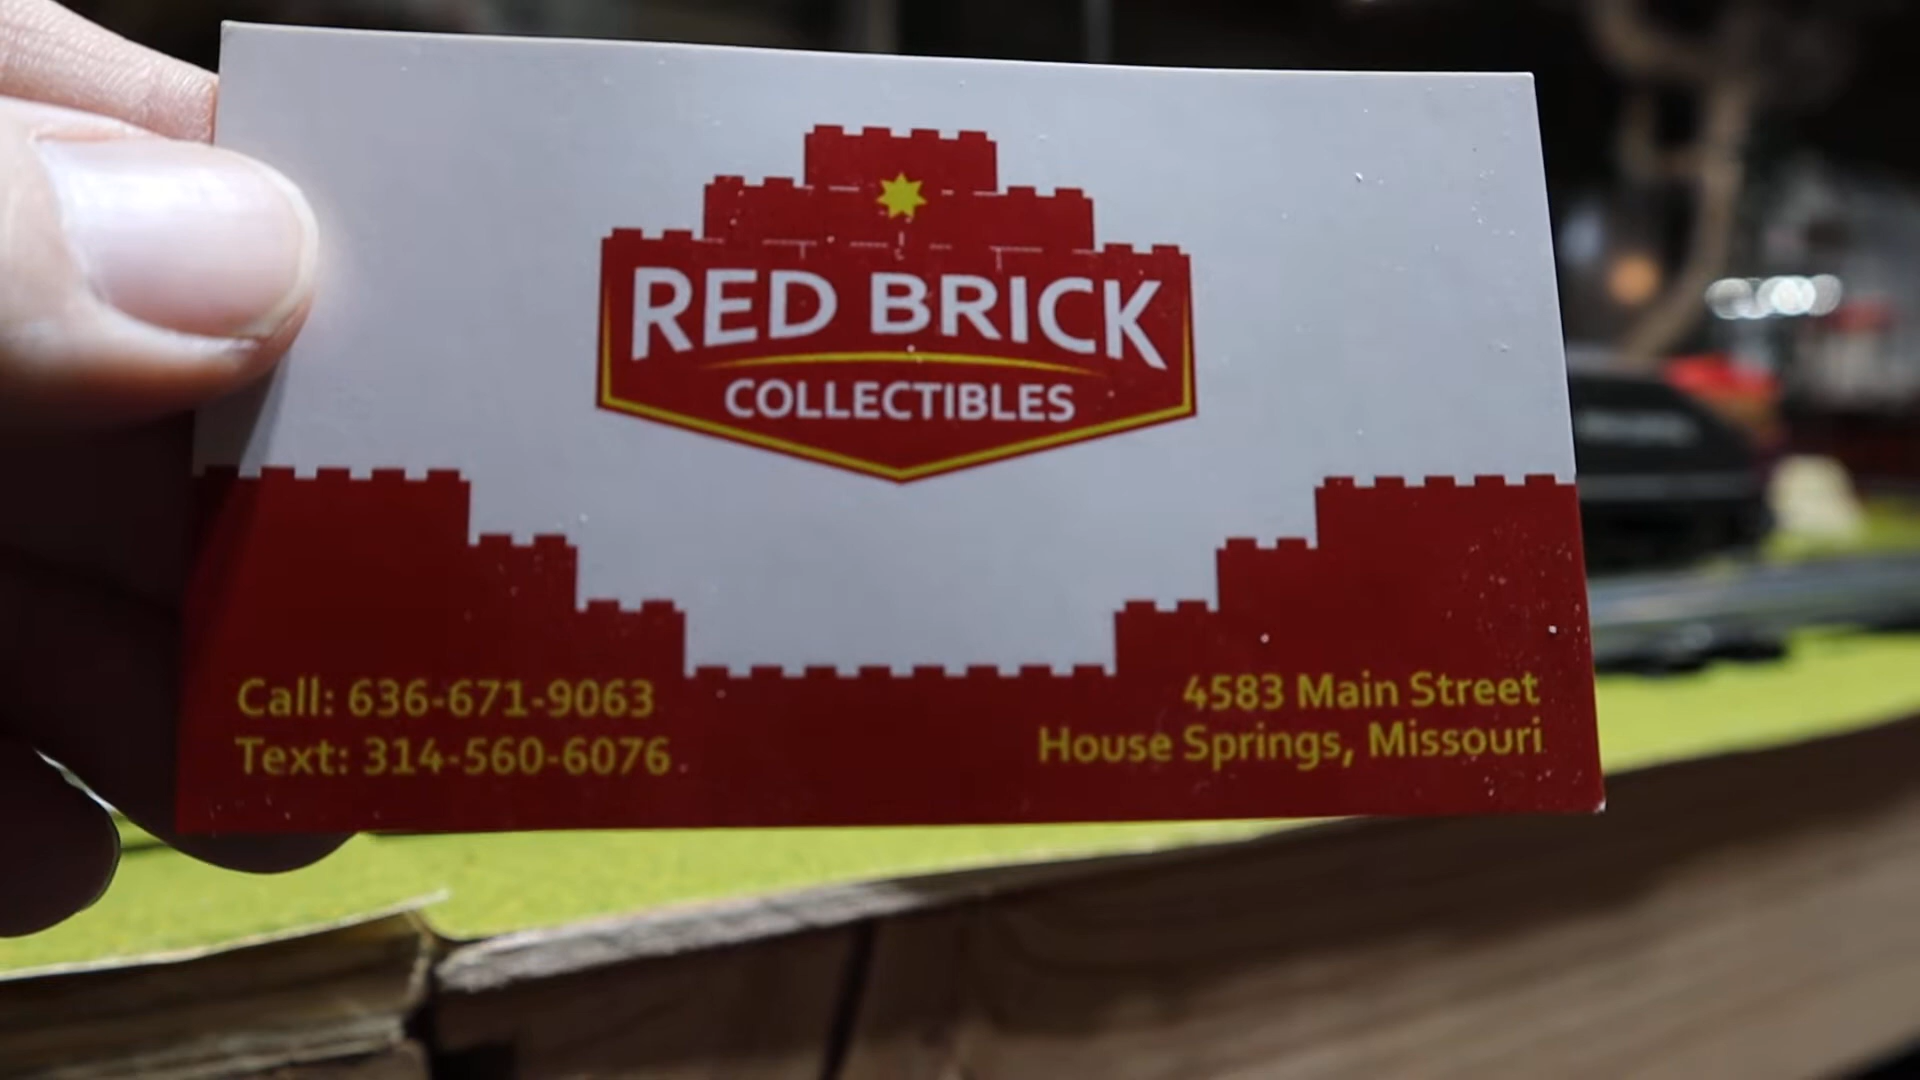 RED BRICK
COLLECTIBLES
Call: 636-671-9063
Text: 314-560-6076
4583 Main Street
House Springs, Missouri